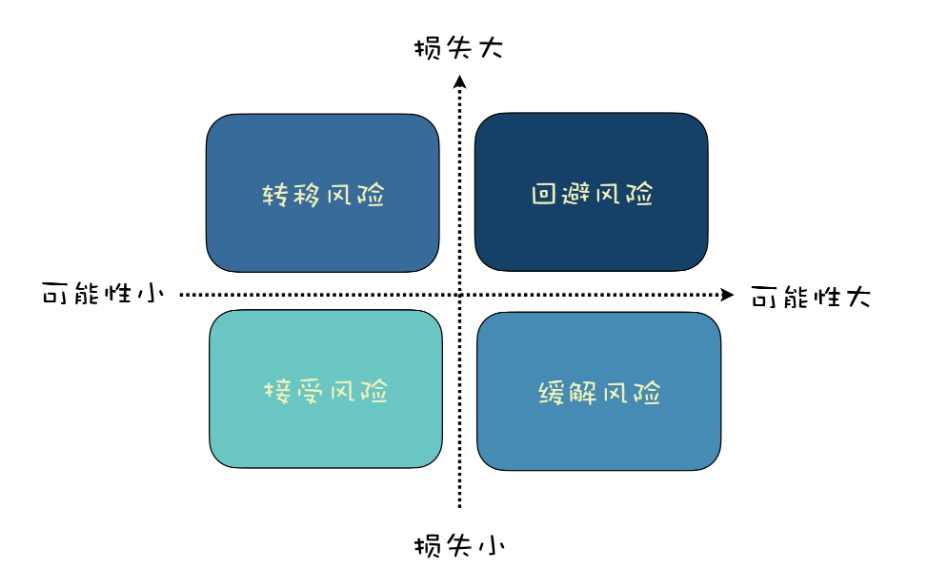 损失大
转移风险
回避风险
可能性小
可能性大
接受风险
缓解风险
损失小